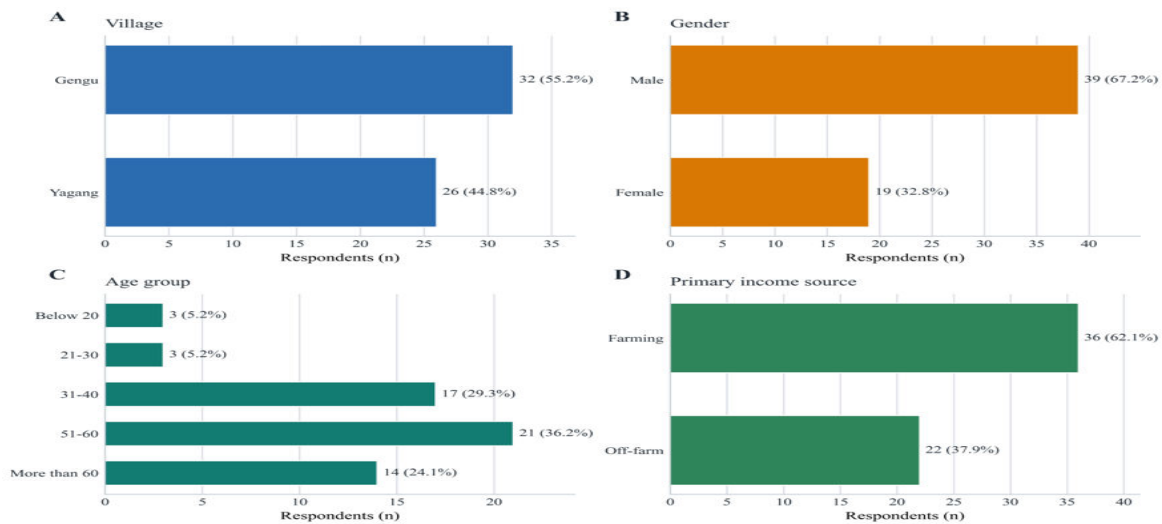 A
Village
Gengu
32 (55.2%)
Yagang
26 (44.8%)
0 5 10 15 20 25 30 35
Respondents (n)
B
Gender
Male
39 (67.2%)
Female
19 (32.8%)
0 5 10 15 20 25 30 35 40
Respondents (n)
C
Age group
Below 20
3 (5.2%)
21-30
3 (5.2%)
31-40
17 (29.3%)
51-60
21 (36.2%)
More than 60
14 (24.1%)
0 5 10 15 20
Respondents (n)
D
Primary income source
Farming
36 (62.1%)
Off-farm
22 (37.9%)
0 5 10 15 20 25 30 35 40
Respondents (n)